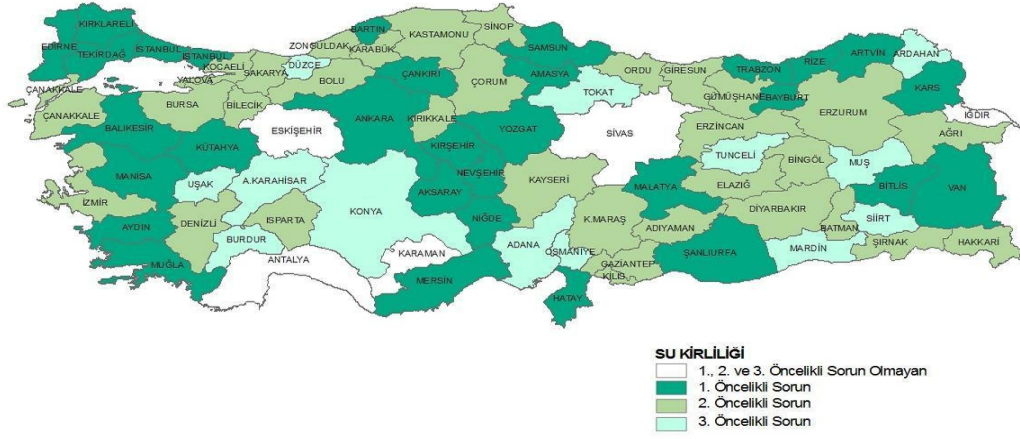 KIRKLARELİ
EDİRNE
TEKİRDAĞ
İSTANBUL
İSTANBUL
KOCAELİ
YALOVA
SAKARYA
DÜZCE
ZONGULDAK
BARTIN
KARABÜK
KASTAMONU
SİNOP
SAMSUN
BOLU
ÇANKIRI
ÇORUM
AMASYA
TOKAT
ORDU
GİRESUN
TRABZON
RİZE
ARTVİN
ARDAHAN
KARS
IĞDIR
GÜMÜŞHANE
BAYBURT
ERZURUM
AĞRI
ERZİNCAN
SİVAS
YOZGAT
KIRIKKALE
ANKARA
ESKİŞEHİR
BİLECİK
BURSA
ÇANAKKALE
ÇANAKKALE
BALIKESİR
KÜTAHYA
MANİSA
İZMİR
UŞAK
A.KARAHİSAR
KONYA
AKSARAY
KIRŞEHİR
NEVŞEHİR
KAYSERİ
NİĞDE
MALATYA
ELAZIĞ
TUNCELİ
BİNGÖL
MUŞ
BİTLİS
VAN
HAKKARİ
ŞIRNAK
SİİRT
BATMAN
DİYARBAKIR
MARDİN
ŞANLIURFA
ADIYAMAN
K.MARAŞ
GAZİANTEP
KİLİS
OSMANİYE
ADANA
HATAY
MERSİN
KARAMAN
ANTALYA
ISPARTA
BURDUR
DENİZLİ
AYDIN
MUĞLA
SU KİRLİLİĞİ
1., 2. ve 3. Öncelikli Sorun Olmayan
1. Öncelikli Sorun
2. Öncelikli Sorun
3. Öncelikli Sorun